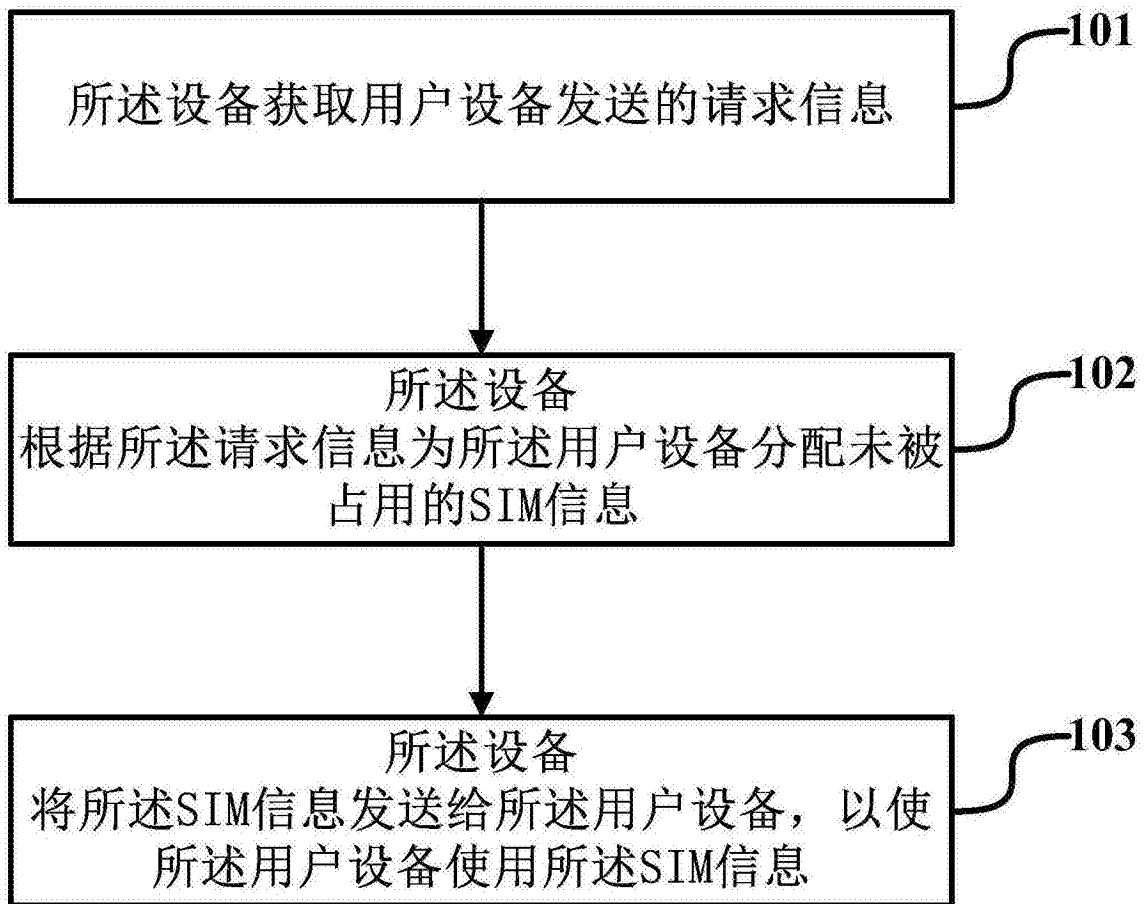 101
所述设备获取用户设备发送的请求信息
102
所述设备
根据所述请求信息为所述用户设备分配未被
占用的SIM信息
103
所述设备
将所述SIM信息发送给所述用户设备，以使
所述用户设备使用所述SIM信息